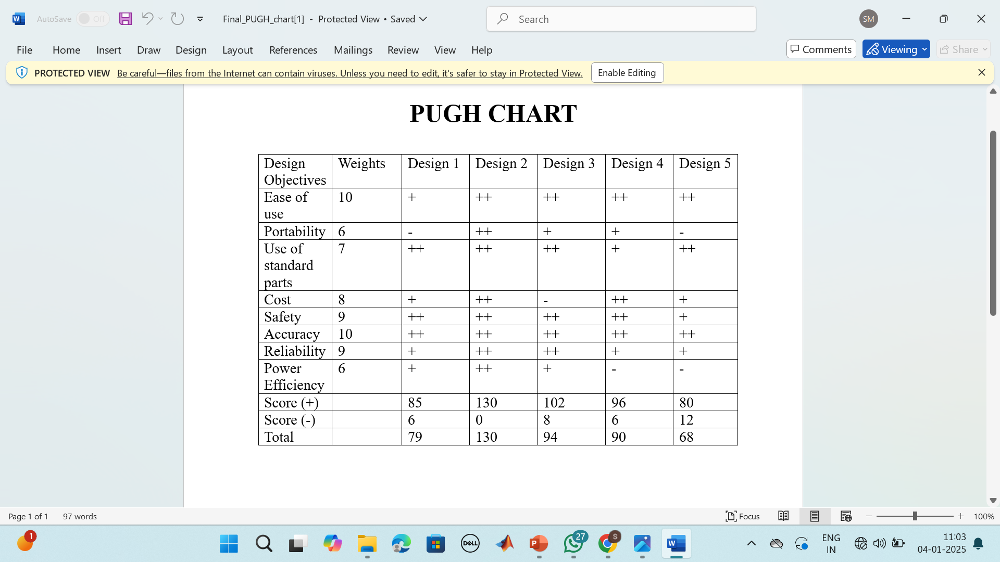 AutoSave Off Final_PUGH_chart[1] - Protected View • Saved Search SM
File Home Insert Draw Design Layout References Mailings Review View Help Comments Viewing Share
PROTECTED VIEW Be careful—files from the Internet can contain viruses. Unless you need to edit, it's safer to stay in Protected View. Enable Editing
PUGH CHART
Design Objectives Weights Design 1 Design 2 Design 3 Design 4 Design 5
Ease of use 10 + ++ ++ ++ ++
Portability 6 - ++ + + -
Use of standard parts 7 ++ ++ ++ + ++
Cost 8 + ++ - ++ +
Safety 9 ++ ++ ++ ++ +
Accuracy 10 ++ ++ ++ ++ ++
Reliability 9 + ++ ++ + +
Power Efficiency 6 + ++ + - -
Score (+) 85 130 102 96 80
Score (-) 6 0 8 6 12
Total 79 130 94 90 68
Page 1 of 1 97 words Focus 100%
1 DELL P 27 S W ENG IN 11:03 04-01-2025